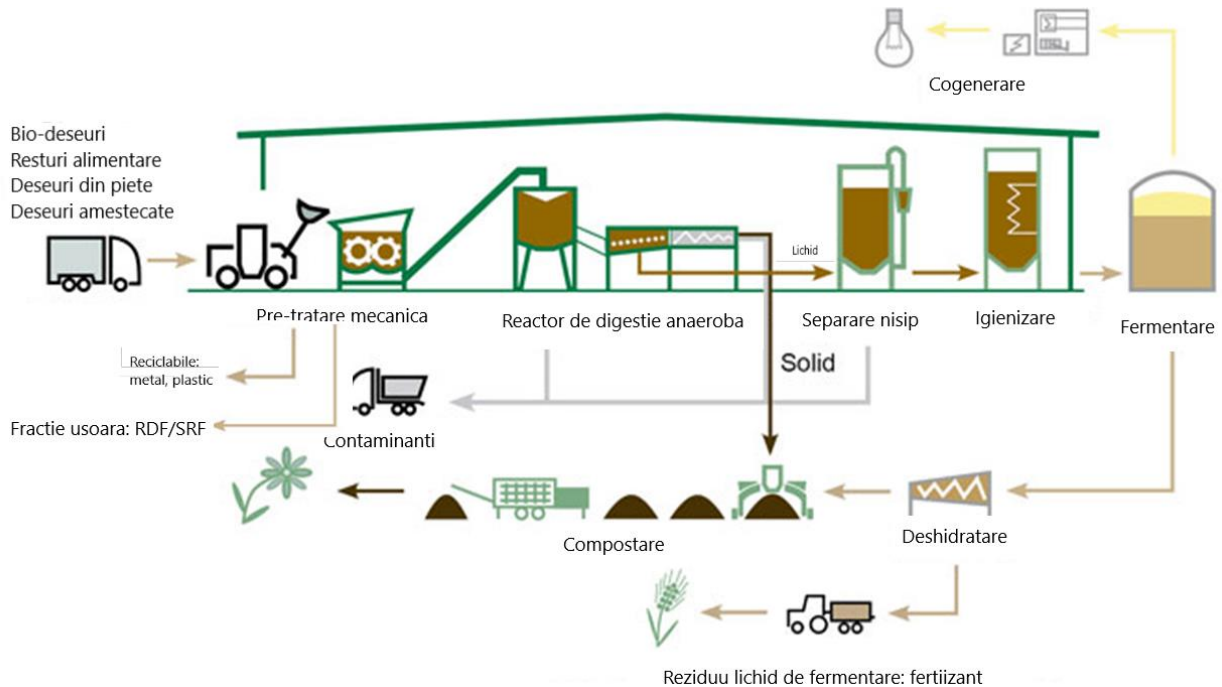 Cogenerare
Bio-deseuri
Resturi alimentare
Deseuri din piete
Deseuri amestecate
Lichid
Pre-tratare mecanica
Reactor de digestie anaeroba
Separare nisip
Igienizare
Fermentare
Reciclabile:
metal, plastic
Solid
Fractie usoara: RDF/SRF
Contaminanti
Compostare
Deshidratare
Reziduu lichid de fermentare: fertiizant